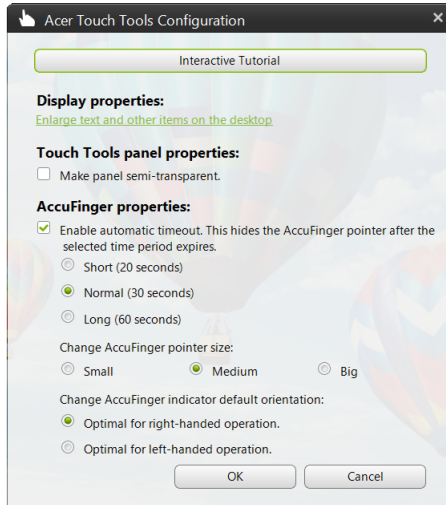 Acer Touch Tools Configuration
Interactive Tutorial
Display properties:
Enlarge text and other items on the desktop
Touch Tools panel properties:
Make panel semi-transparent.
AccuFinger properties:
Enable automatic timeout. This hides the AccuFinger pointer after the
selected time period expires.
Short (20 seconds)
Normal (30 seconds)
Long (60 seconds)
Change AccuFinger pointer size:
Small Medium Big
Change AccuFinger indicator default orientation:
Optimal for right-handed operation.
Optimal for left-handed operation.
OK Cancel